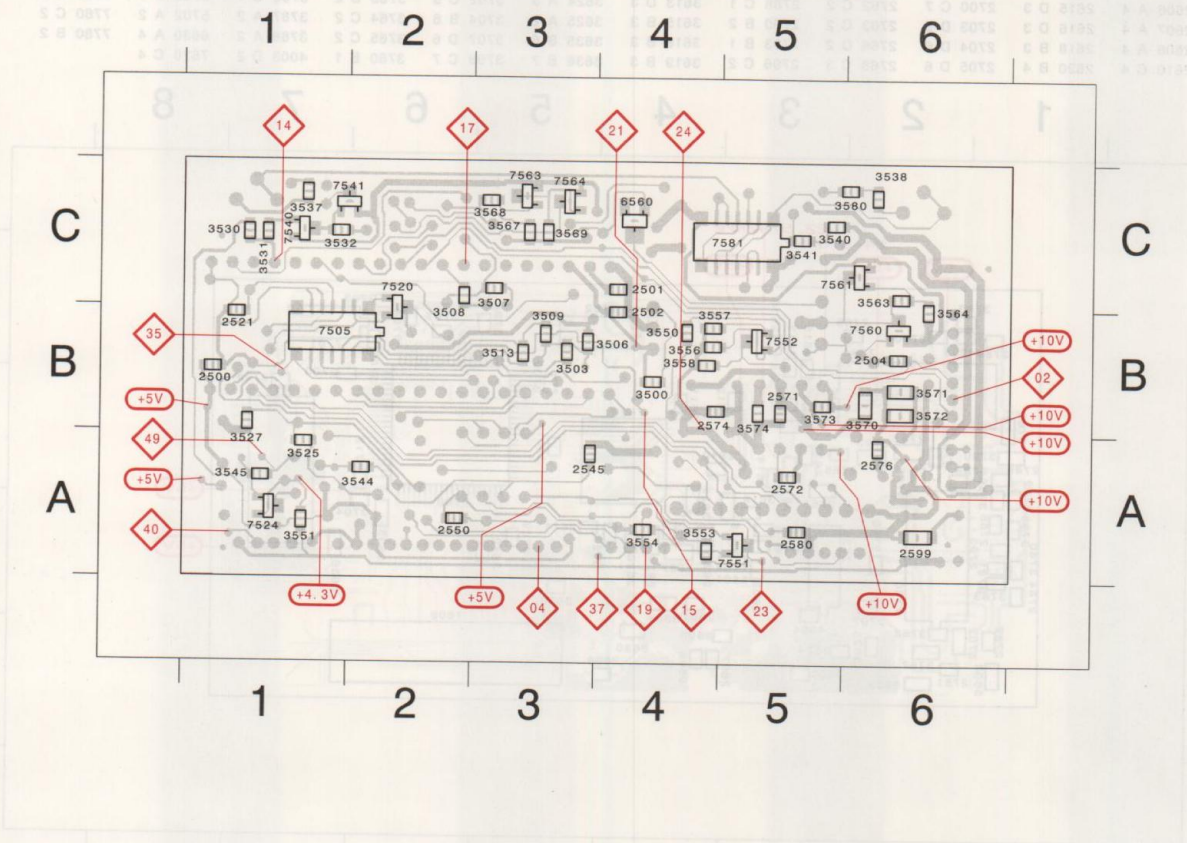 1 2 3 4 5 6
14 17 21 24
C
3537 7541 7563 7564 3538
3530 3531 7540 3532 3568 3567 3569 6560 7581 3541 3540 3580
C
7520 3508 3507 2501 7561 3563 3564
2521 7505 3509 2502 3550 3557 7552 7560
35 3513 3503 3506 3556 3558 2504 +10V
B
B
2500 3500 2571 3571 02
+5V 3527 2574 3574 3573 3570 3572 +10V
49 3525 +10V
3545 3544 2545 2572 2576
+5V
A
A
+10V
7524 3551 2550 3554 3553 7551 2580 2599
40
+4.3V +5V 04 37 19 15 23 +10V
1 2 3 4 5 6